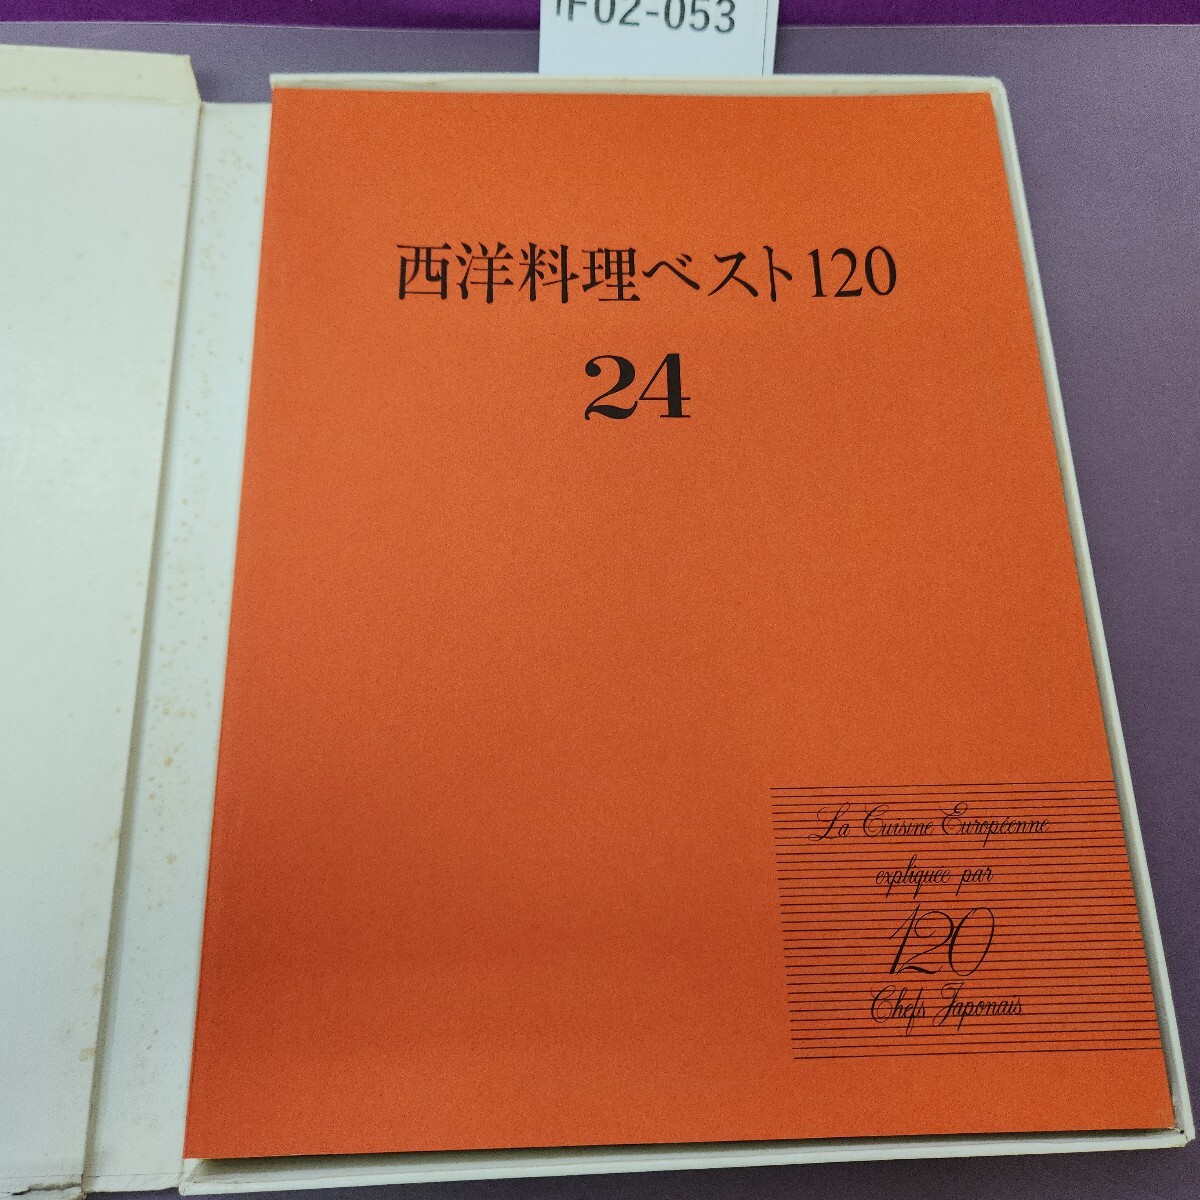 IF02-053
西洋料理ベスト120
24
La Cuisine Européenne
expliquée par
120
Chefs Japonais